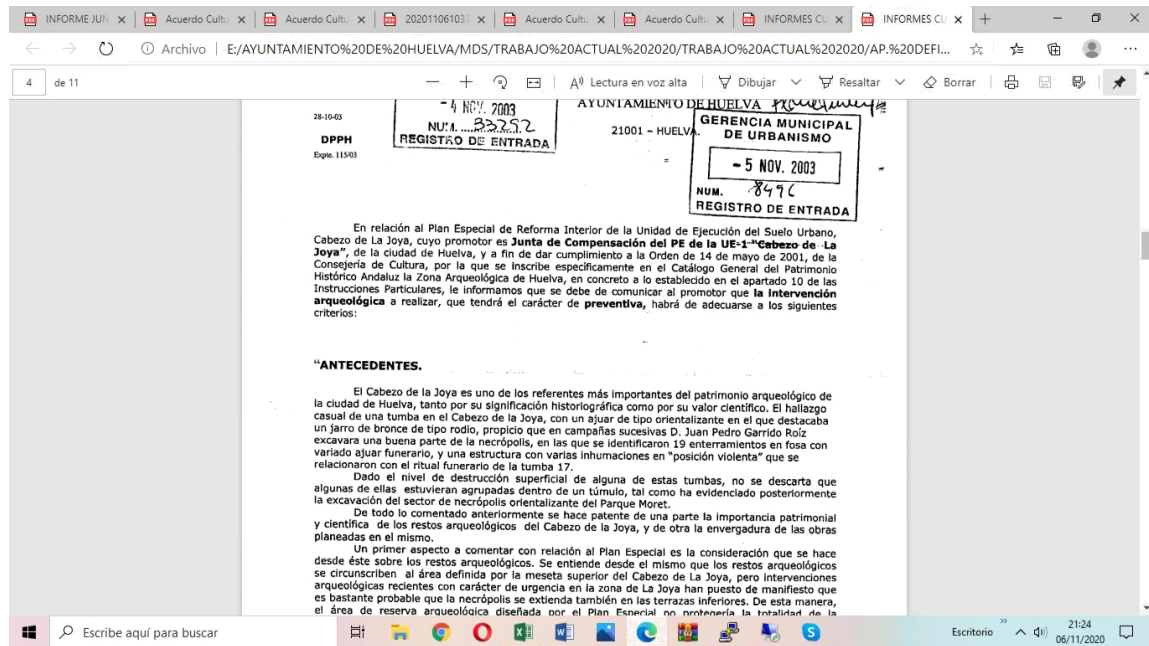 INFORME JUN
Acuerdo Cultu
Acuerdo Cultu
20201106103
Acuerdo Cultu
Acuerdo Cultu
INFORMES CU
INFORMES CU
Archivo
E:/AYUNTAMIENTO%20DE%20HUELVA/MDS/TRABAJO%20ACTUAL%202020/TRABAJO%20ACTUAL%202020/AP.%20DEFI...
4 de 11
Lectura en voz alta
Dibujar
Resaltar
Borrar
28-10-03
DPPH
Expte. 115/03
- 4 NOV. 2003
NUM. ....33292
REGISTRO DE ENTRADA
AYUNTAMIENTO DE HUELVA
21001 – HUELVA.
GERENCIA MUNICIPAL
DE URBANISMO
- 5 NOV. 2003
NUM.
REGISTRO DE ENTRADA
En relación al Plan Especial de Reforma Interior de la Unidad de Ejecución del Suelo Urbano,
Cabezo de La Joya, cuyo promotor es Junta de Compensación del PE de la UE-1 "Cabezo de La
Joya", de la ciudad de Huelva, y a fin de dar cumplimiento a la Orden de 14 de mayo de 2001, de la
Consejería de Cultura, por la que se inscribe específicamente en el Catálogo General del Patrimonio
Histórico Andaluz la Zona Arqueológica de Huelva, en concreto a lo establecido en el apartado 10 de las
Instrucciones Particulares, le informamos que se debe de comunicar al promotor que la intervención
arqueológica a realizar, que tendrá el carácter de preventiva, habrá de adecuarse a los siguientes
criterios:
"ANTECEDENTES.
El Cabezo de la Joya es uno de los referentes más importantes del patrimonio arqueológico de
la ciudad de Huelva, tanto por su significación historiográfica como por su valor científico. El hallazgo
casual de una tumba en el Cabezo de la Joya, con un ajuar de tipo orientalizante en el que destacaba
un jarro de bronce de tipo rodio, propicio que en campañas sucesivas D. Juan Pedro Garrido Roíz
excavara una buena parte de la necrópolis, en las que se identificaron 19 enterramientos en fosa con
variado ajuar funerario, y una estructura con varias inhumaciones en "posición violenta" que se
relacionaron con el ritual funerario de la tumba 17.
Dado el nivel de destrucción superficial de alguna de estas tumbas, no se descarta que
algunas de ellas estuvieran agrupadas dentro de un túmulo, tal como ha evidenciado posteriormente
la excavación del sector de necrópolis orientalizante del Parque Moret.
De todo lo comentado anteriormente se hace patente de una parte la importancia patrimonial
y científica de los restos arqueológicos del Cabezo de la Joya, y de otra la envergadura de las obras
planeadas en el mismo.
Un primer aspecto a comentar con relación al Plan Especial es la consideración que se hace
desde éste sobre los restos arqueológicos. Se entiende desde el mismo que los restos arqueológicos
se circunscriben al área definida por la meseta superior del Cabezo de La Joya, pero intervenciones
arqueológicas recientes con carácter de urgencia en la zona de La Joya han puesto de manifiesto que
es bastante probable que la necrópolis se extienda también en las terrazas inferiores. De esta manera,
el área de reserva arqueológica diseñada por el Plan Especial no protegería la totalidad de la
Escribe aquí para buscar
Escritorio
21:24
06/11/2020